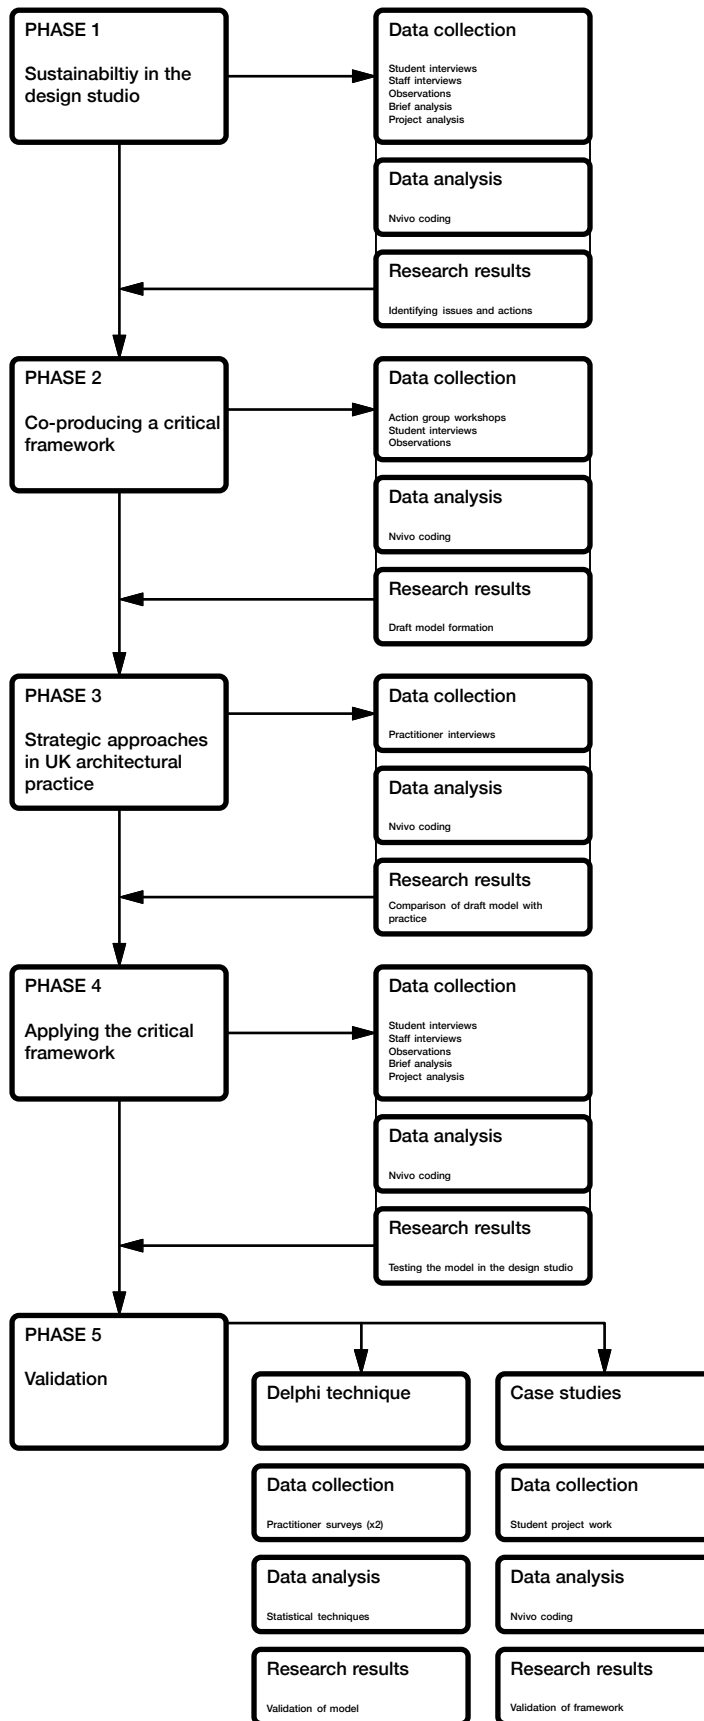 PHASE 1
Sustainabiltiy in the
design studio
Data collection
Student interviews
Staff interviews
Observations
Brief analysis
Project analysis
Data analysis
Nvivo coding
Research results
Identifying issues and actions
PHASE 2
Co-producing a critical
framework
Data collection
Action group workshops
Student interviews
Observations
Data analysis
Nvivo coding
Research results
Draft model formation
PHASE 3
Strategic approaches
in UK architectural
practice
Data collection
Practitioner interviews
Data analysis
Nvivo coding
Research results
Comparison of draft model with
practice
PHASE 4
Applying the critical
framework
Data collection
Student interviews
Staff interviews
Observations
Brief analysis
Project analysis
Data analysis
Nvivo coding
Research results
Testing the model in the design studio
PHASE 5
Validation
Delphi technique
Data collection
Practitioner surveys (x2)
Data analysis
Statistical techniques
Research results
Validation of model
Case studies
Data collection
Student project work
Data analysis
Nvivo coding
Research results
Validation of framework